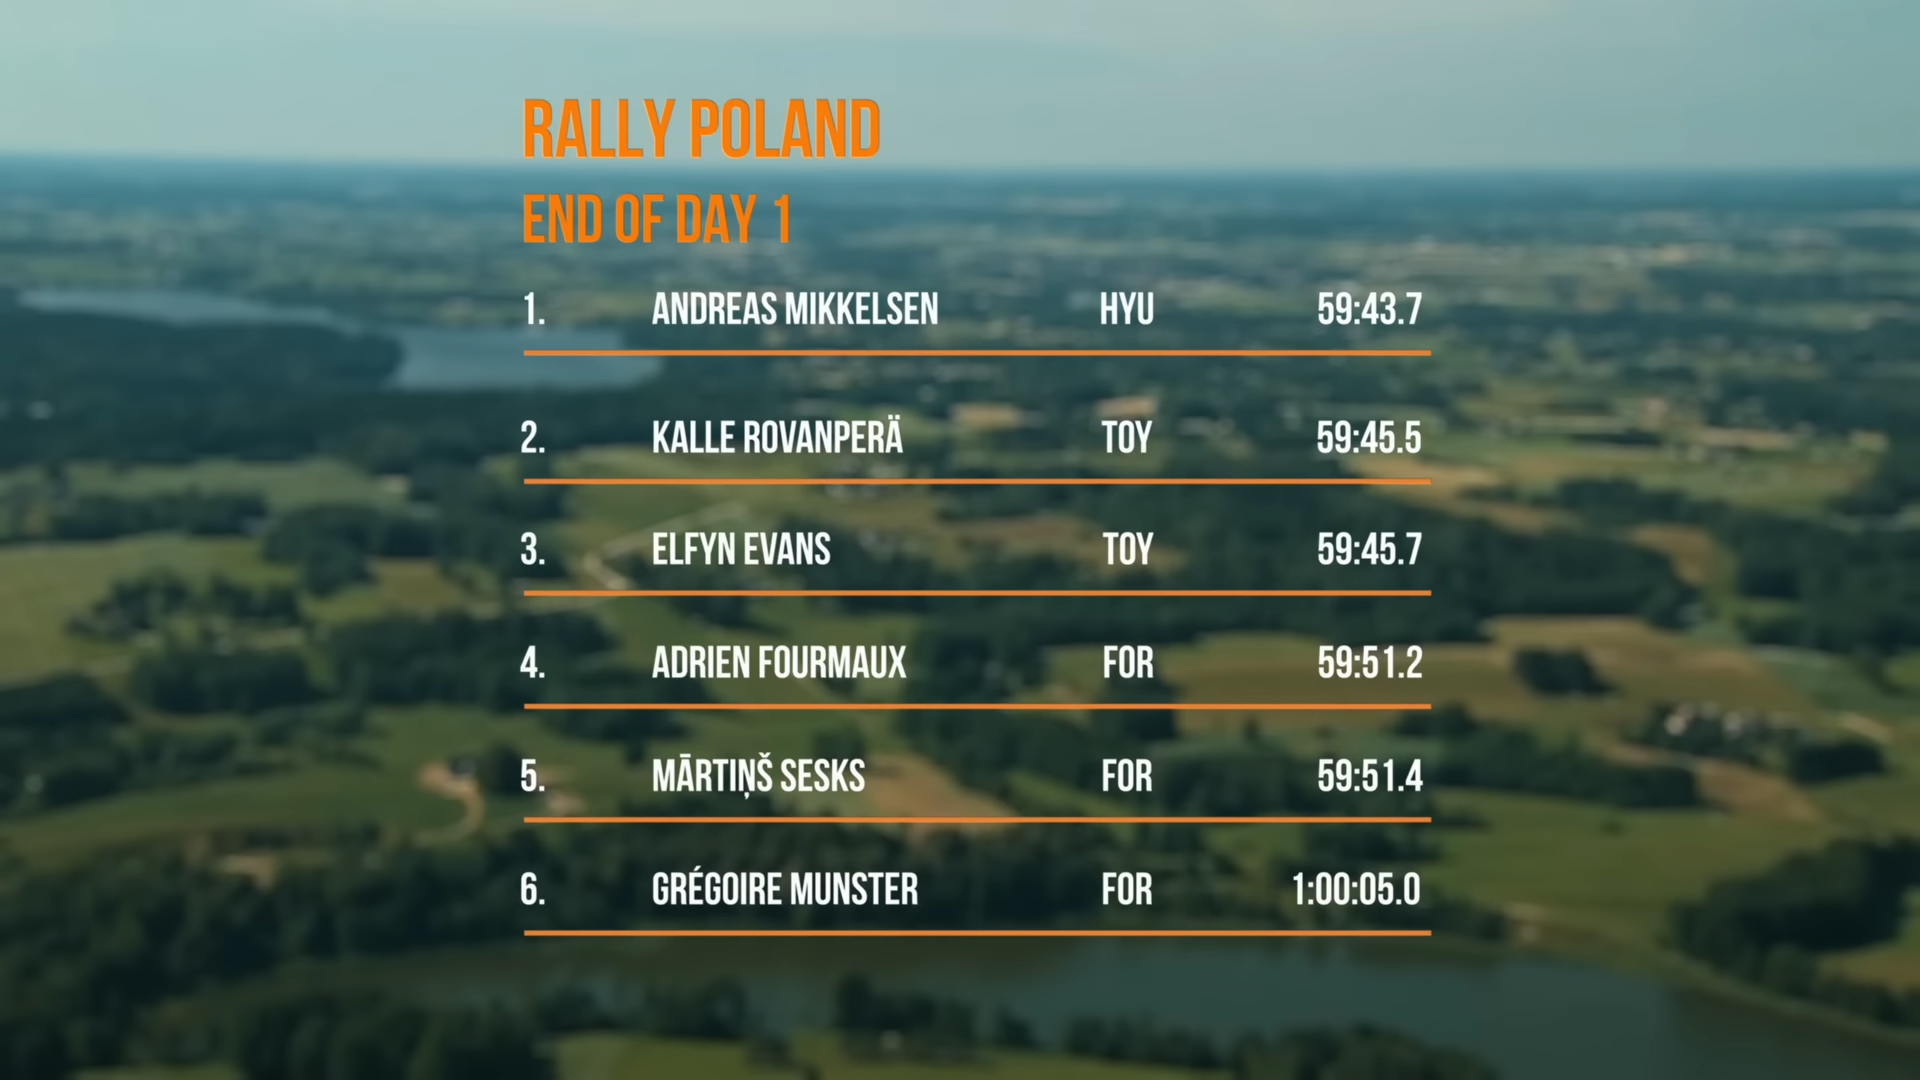 RALLY POLAND
END OF DAY 1
1. ANDREAS MIKKELSEN HYU 59:43.7
2. KALLE ROVANPERÄ TOY 59:45.5
3. ELFYN EVANS TOY 59:45.7
4. ADRIEN FOURMAUX FOR 59:51.2
5. MĀRTIŅŠ SESKS FOR 59:51.4
6. GRÉGOIRE MUNSTER FOR 1:00:05.0